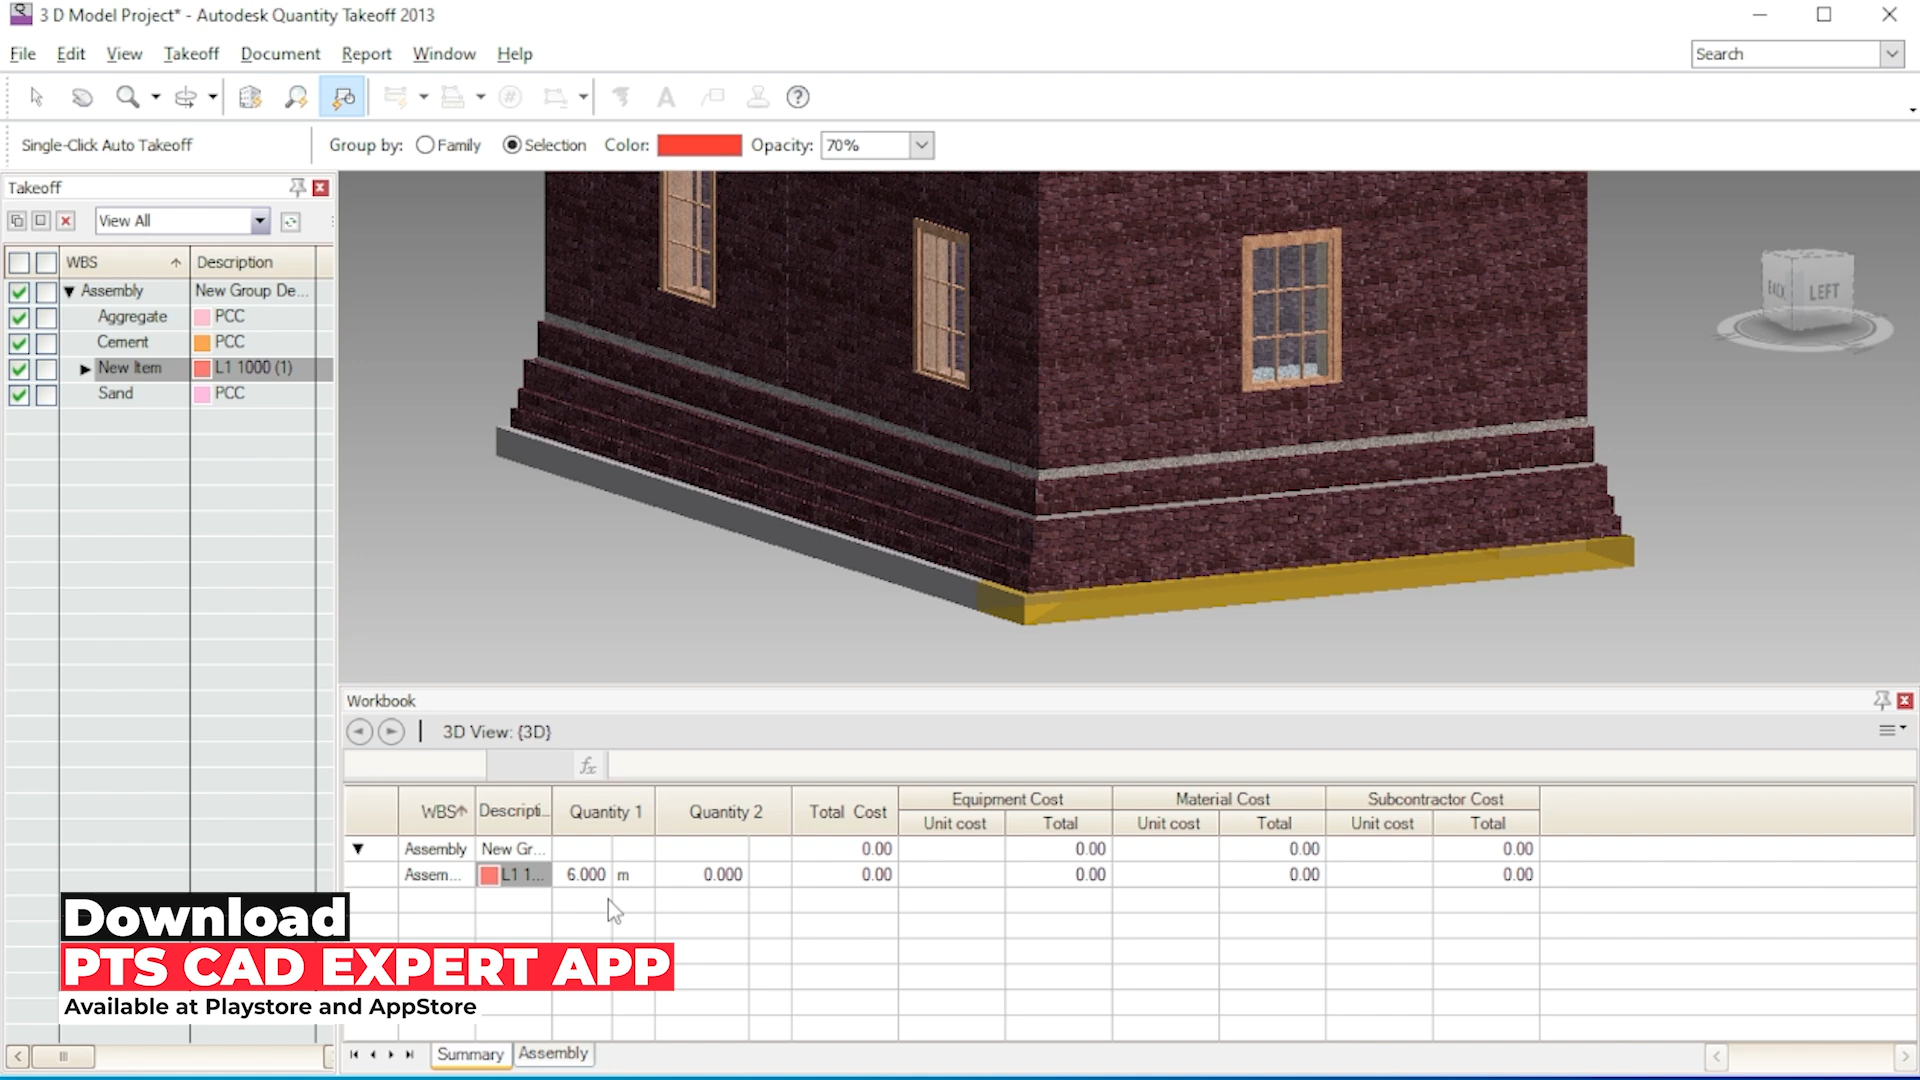 3 D Model Project* - Autodesk Quantity Takeoff 2013
File Edit View Takeoff Document Report Window Help
Search
Single-Click Auto Takeoff
Group by: Family Selection Color: Opacity: 70%
Takeoff
View All
WBS Description
Assembly New Group De...
Aggregate PCC
Cement PCC
New Item L1 1000 (1)
Sand PCC
BACK LEFT
Workbook
3D View: {3D}
fx
WBS Descripti... Quantity 1 Quantity 2 Total Cost Equipment Cost Material Cost Subcontractor Cost
Unit cost Total Unit cost Total Unit cost Total
Assembly New Gr... 0.00 0.00 0.00 0.00
Assem... L1 1... 6.000 m 0.000 0.00 0.00 0.00 0.00
Download
PTS CAD EXPERT APP
Available at Playstore and AppStore
Summary Assembly